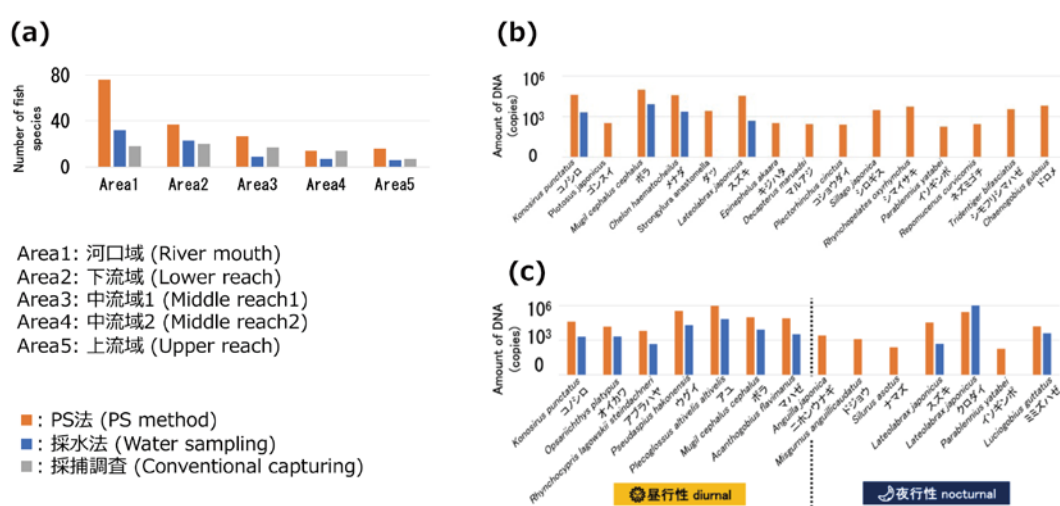 (a)
Number of fish
species
80
40
0
Area1 Area2 Area3 Area4 Area5
Area1: 河口域 (River mouth)
Area2: 下流域 (Lower reach)
Area3: 中流域1 (Middle reach1)
Area4: 中流域2 (Middle reach2)
Area5: 上流域 (Upper reach)
: PS法 (PS method)
: 採水法 (Water sampling)
: 採捕調査 (Conventional capturing)
(b)
Amount of DNA
(copies)
10⁶
10³
0
Konosirus punctatus
コノシロ
Plotosus japonicus
ゴンズイ
Mugil cephalus cephalus
ボラ
Chelon haematocheilus
メナダ
Strongylura anastomella
ダツ
Lateolabrax japonicus
スズキ
Epinephelus akaara
キジハタ
Decapterus maruadsi
マルアジ
Plectorhinchus cinctus
コショウダイ
Sillago japonica
シロギス
Rhynchopelates oxyrhynchus
シマイサキ
Parablennius yatabei
イソギンポ
Repomucenus curvicornis
ネズミゴチ
Tridentiger bifasciatus
シモフリシマハゼ
Chaenogobius gulosus
ドロメ
(c)
Amount of DNA
(copies)
10⁶
10³
0
Konosirus punctatus
コノシロ
Opsariichthys platypus
オイカワ
Rhynchocypris lagowskii steindachneri
アブラハヤ
Pseudaspius hakonensis
ウグイ
Plecoglossus altivelis altivelis
アユ
Mugil cephalus cephalus
ボラ
Acanthogobius flavimanus
マハゼ
Anguilla japonica
ニホンウナギ
Misgurnus anguillicaudatus
ドジョウ
Silurus asotus
ナマズ
Lateolabrax japonicus
スズキ
Lateolabrax japonicus
クロダイ
Parablennius yatabei
イソギンポ
Luciogobius guttatus
ミミズハゼ
昼行性 diurnal
夜行性 nocturnal